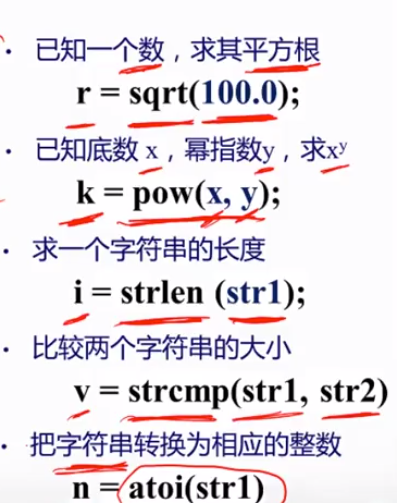 · 已知一个数，求其平方根
r = sqrt(100.0);
· 已知底数 x，幂指数y，求xʸ
k = pow(x, y);
· 求一个字符串的长度
i = strlen (str1);
· 比较两个字符串的大小
v = strcmp(str1, str2)
· 把字符串转换为相应的整数
n = atoi(str1)